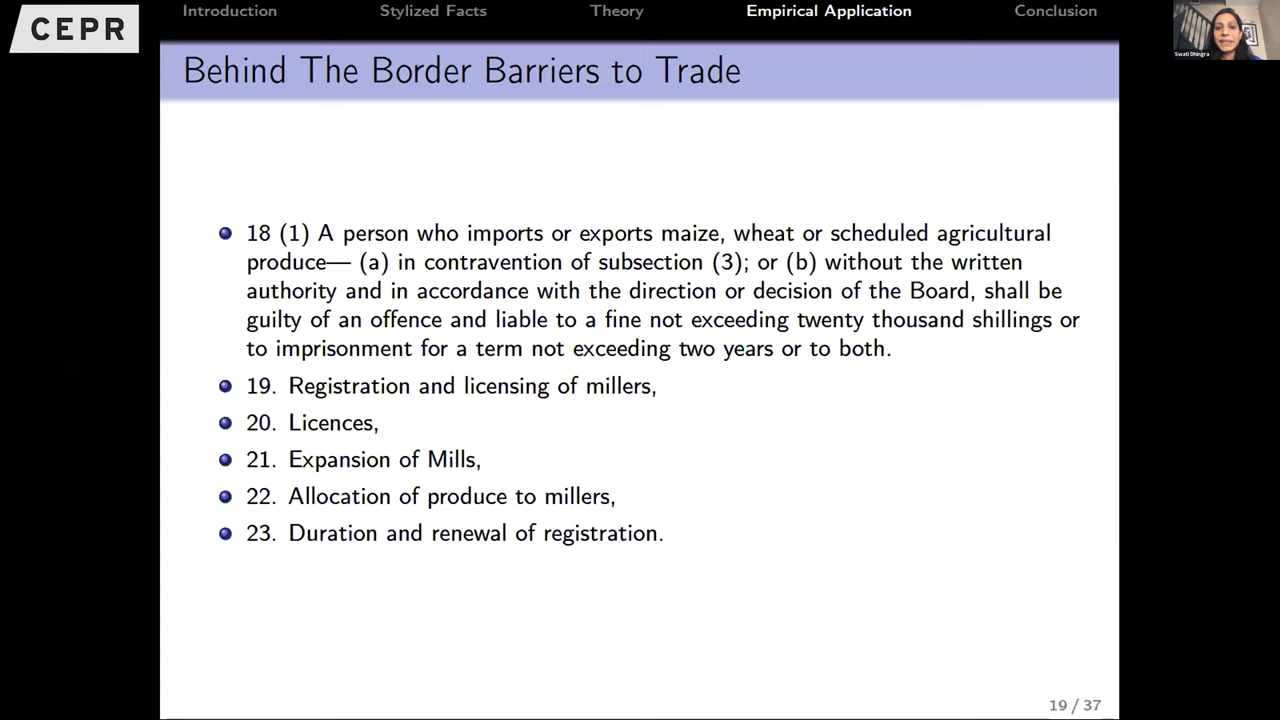 CEPR
Introduction Stylized Facts Theory Empirical Application Conclusion
Swati Dhingra
Behind The Border Barriers to Trade
18 (1) A person who imports or exports maize, wheat or scheduled agricultural
produce— (a) in contravention of subsection (3); or (b) without the written
authority and in accordance with the direction or decision of the Board, shall be
guilty of an offence and liable to a fine not exceeding twenty thousand shillings or
to imprisonment for a term not exceeding two years or to both.
19. Registration and licensing of millers,
20. Licences,
21. Expansion of Mills,
22. Allocation of produce to millers,
23. Duration and renewal of registration.
19 / 37